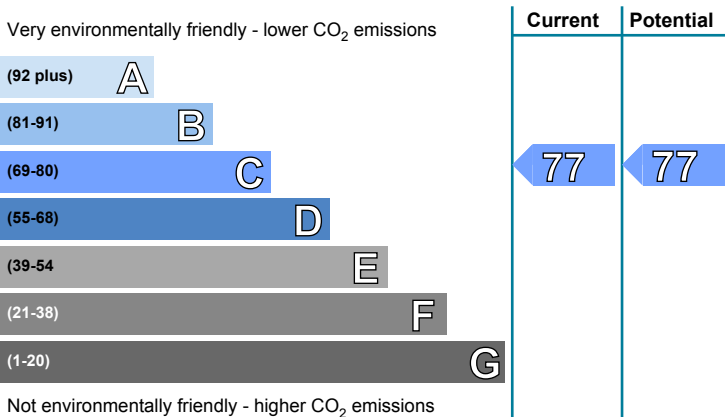 Current Potential
Very environmentally friendly - lower CO2 emissions
(92 plus) A
(81-91) B
(69-80) C 77 77
(55-68) D
(39-54 E
(21-38) F
(1-20) G
Not environmentally friendly - higher CO2 emissions